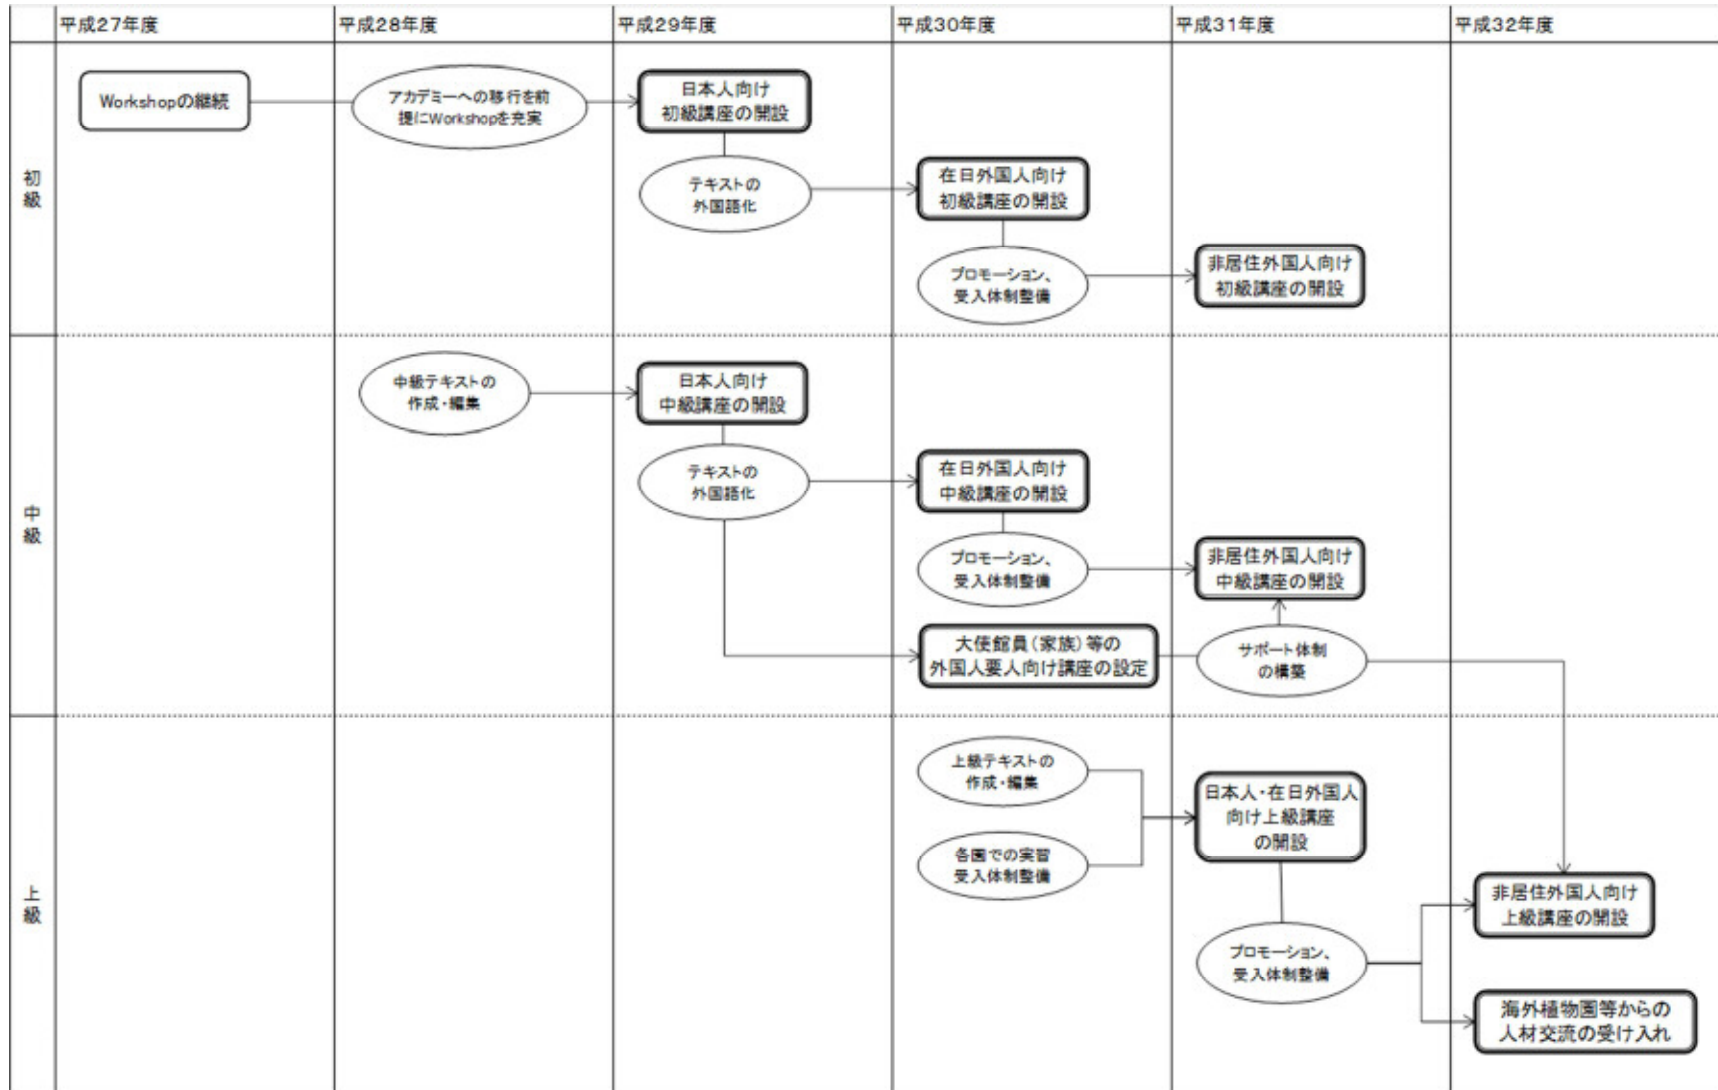 平成27年度
平成28年度
平成29年度
平成30年度
平成31年度
平成32年度
初級
Workshopの継続
アカデミーへの移行を前
提にWorkshopを充実
日本人向け
初級講座の開設
テキストの
外国語化
在日外国人向け
初級講座の開設
プロモーション、
受入体制整備
非居住外国人向け
初級講座の開設
中級
中級テキストの
作成・編集
日本人向け
中級講座の開設
テキストの
外国語化
在日外国人向け
中級講座の開設
プロモーション、
受入体制整備
非居住外国人向け
中級講座の開設
大使館員(家族)等の
外国人要人向け講座の設定
サポート体制
の構築
上級
上級テキストの
作成・編集
各園での実習
受入体制整備
日本人・在日外国人
向け上級講座
の開設
プロモーション、
受入体制整備
非居住外国人向け
上級講座の開設
海外植物園等からの
人材交流の受け入れ